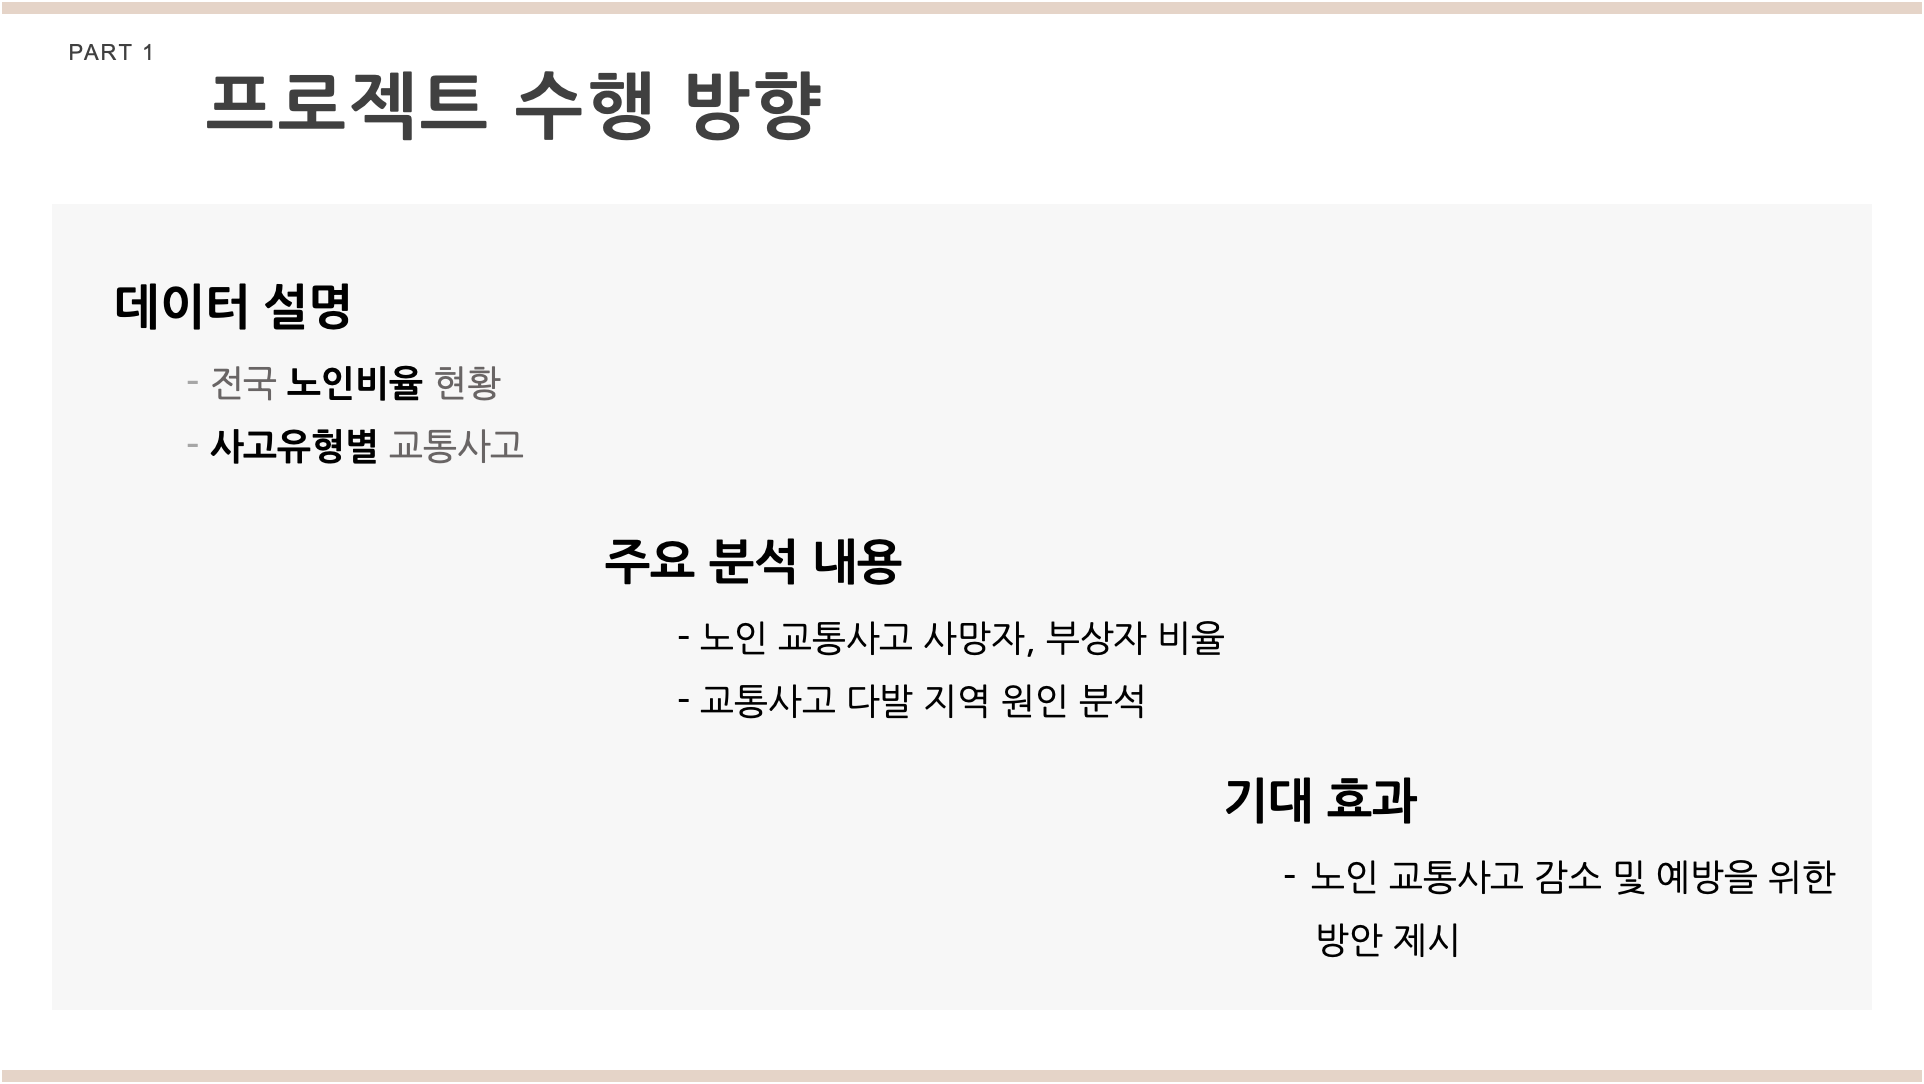 PART 1
프로젝트 수행 방향
데이터 설명
- 전국 노인비율 현황
- 사고유형별 교통사고
주요 분석 내용
- 노인 교통사고 사망자, 부상자 비율
- 교통사고 다발 지역 원인 분석
기대 효과
- 노인 교통사고 감소 및 예방을 위한
방안 제시